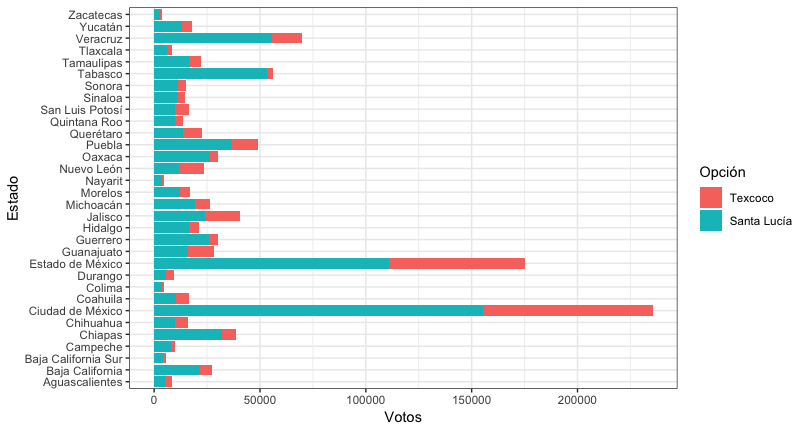 Zacatecas
Yucatán
Veracruz
Tlaxcala
Tamaulipas
Tabasco
Sonora
Sinaloa
San Luis Potosí
Quintana Roo
Querétaro
Puebla
Oaxaca
Nuevo León
Nayarit
Morelos
Michoacán
Jalisco
Hidalgo
Guerrero
Guanajuato
Estado de México
Durango
Colima
Coahuila
Ciudad de México
Chihuahua
Chiapas
Campeche
Baja California Sur
Baja California
Aguascalientes
Estado
0 50000 100000 150000 200000
Votos
Opción
Texcoco
Santa Lucía